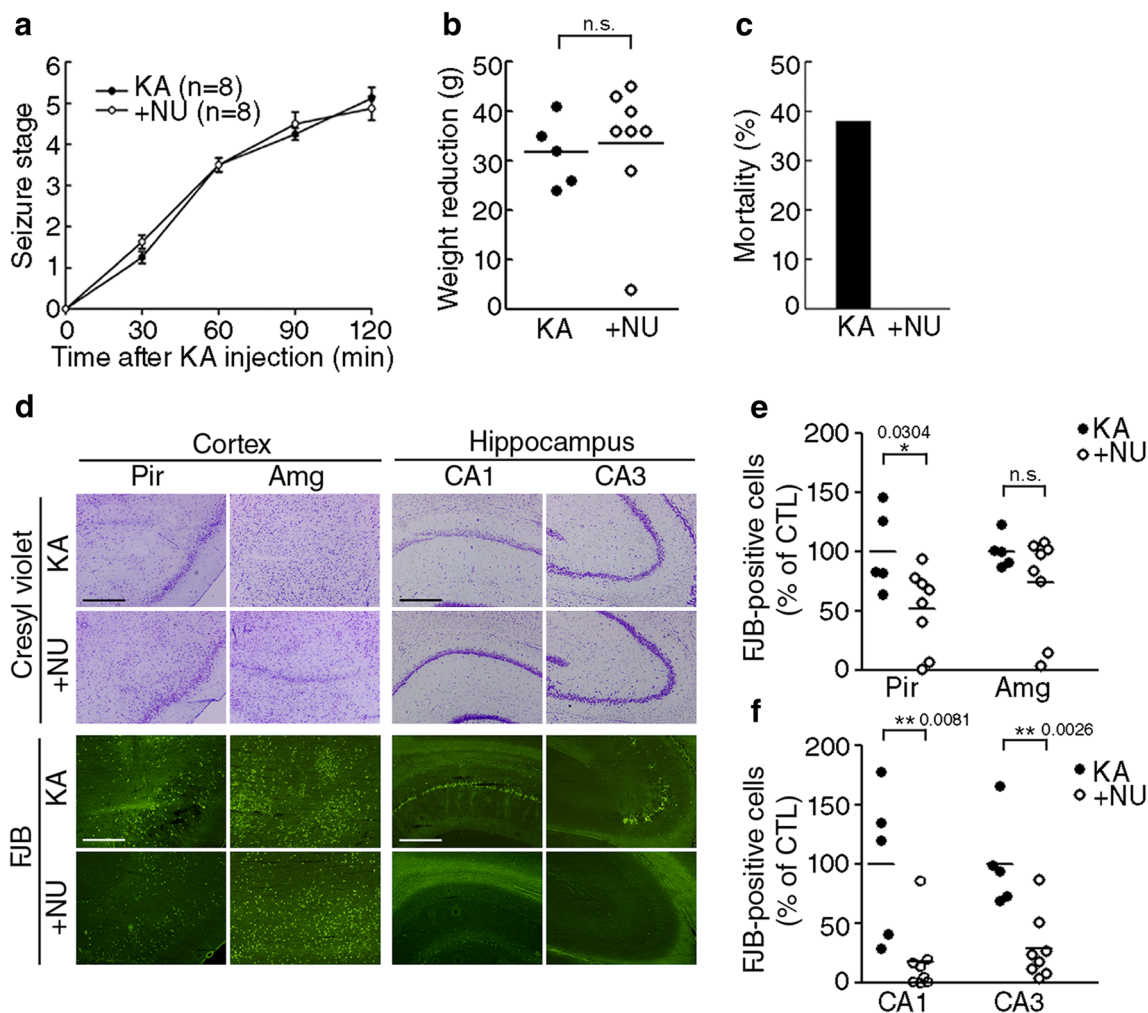 a
6
5
4
3
2
1
0
Seizure stage
KA (n=8)
+NU (n=8)
0 30 60 90 120
Time after KA injection (min)
b
n.s.
50
40
30
20
10
0
Weight reduction (g)
KA +NU
c
50
40
30
20
10
0
Mortality (%)
KA +NU
d
Cortex Hippocampus
Pir Amg CA1 CA3
Cresyl violet
KA
+NU
FJB
KA
+NU
e
KA
+NU
200
150
100
50
0
FJB-positive cells
(% of CTL)
0.0304
*
n.s.
Pir Amg
f
KA
+NU
200
150
100
50
0
FJB-positive cells
(% of CTL)
** 0.0081
** 0.0026
CA1 CA3